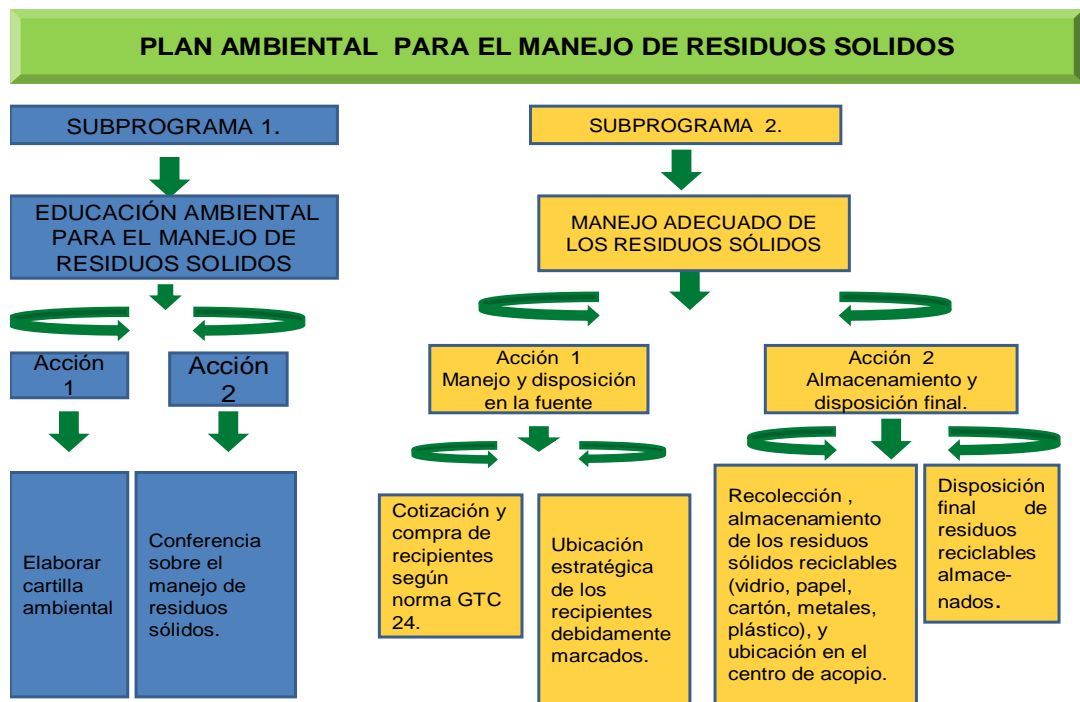 PLAN AMBIENTAL PARA EL MANEJO DE RESIDUOS SOLIDOS
SUBPROGRAMA 1.
EDUCACIÓN AMBIENTAL
PARA EL MANEJO DE
RESIDUOS SOLIDOS
Acción
1
Acción
2
Elaborar
cartilla
ambiental
Conferencia
sobre el
manejo de
residuos
sólidos.
SUBPROGRAMA 2.
MANEJO ADECUADO DE
LOS RESIDUOS SÓLIDOS
Acción 1
Manejo y disposición
en la fuente
Acción 2
Almacenamiento y
disposición final.
Cotización y
compra de
recipientes
según
norma GTC
24.
Ubicación
estratégica
de los
recipientes
debidamente
marcados.
Recolección ,
almacenamiento
de los residuos
sólidos reciclables
(vidrio, papel,
cartón, metales,
plástico), y
ubicación en el
centro de acopio.
Disposición
final de
residuos
reciclables
almace-
nados.